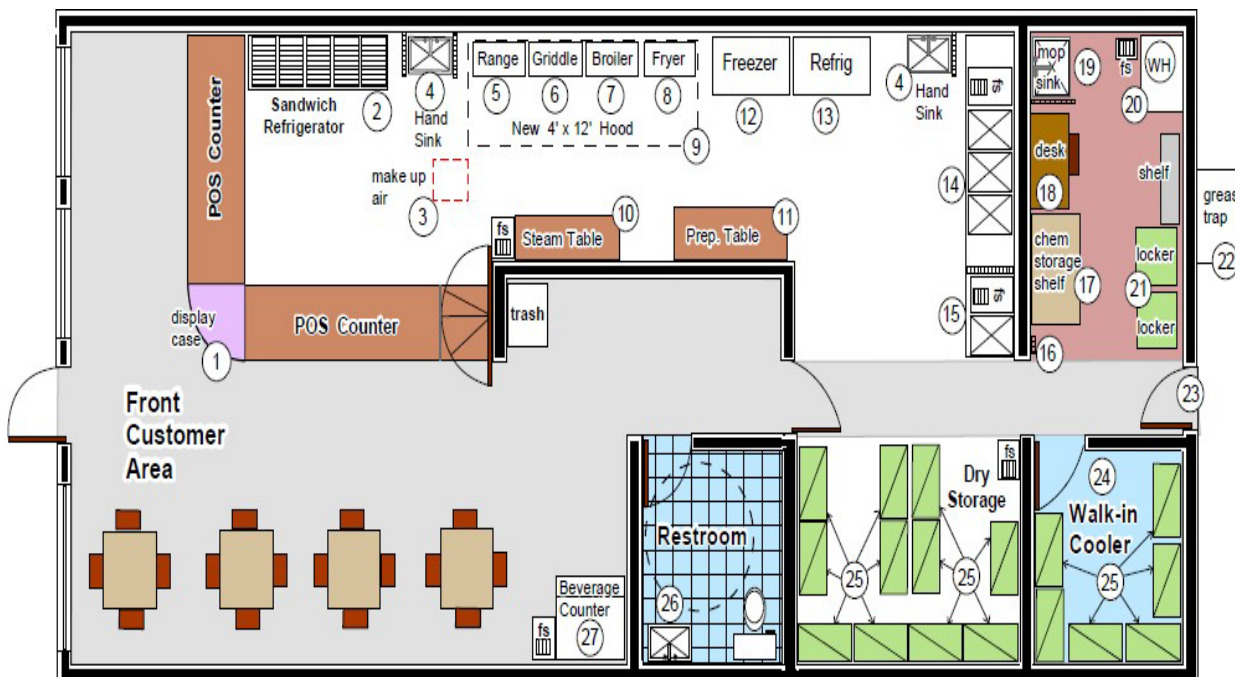 POS Counter
Sandwich
Refrigerator
2
4
Hand
Sink
Range
Griddle
Broiler
Fryer
5
6
7
8
New 4' x 12' Hood
9
Freezer
Refrig
12
13
4
Hand
Sink
fs
14
fs
15
mop
sink
19
fs
WH
20
desk
18
shelf
chem
storage
shelf
17
locker
21
locker
16
greas
trap
22
23
make up
air
3
fs
Steam Table
10
Prep. Table
11
display
case
1
POS Counter
trash
Front
Customer
Area
Beverage
Counter
27
fs
Restroom
26
fs
Dry
Storage
25
25
24
Walk-in
Cooler
25